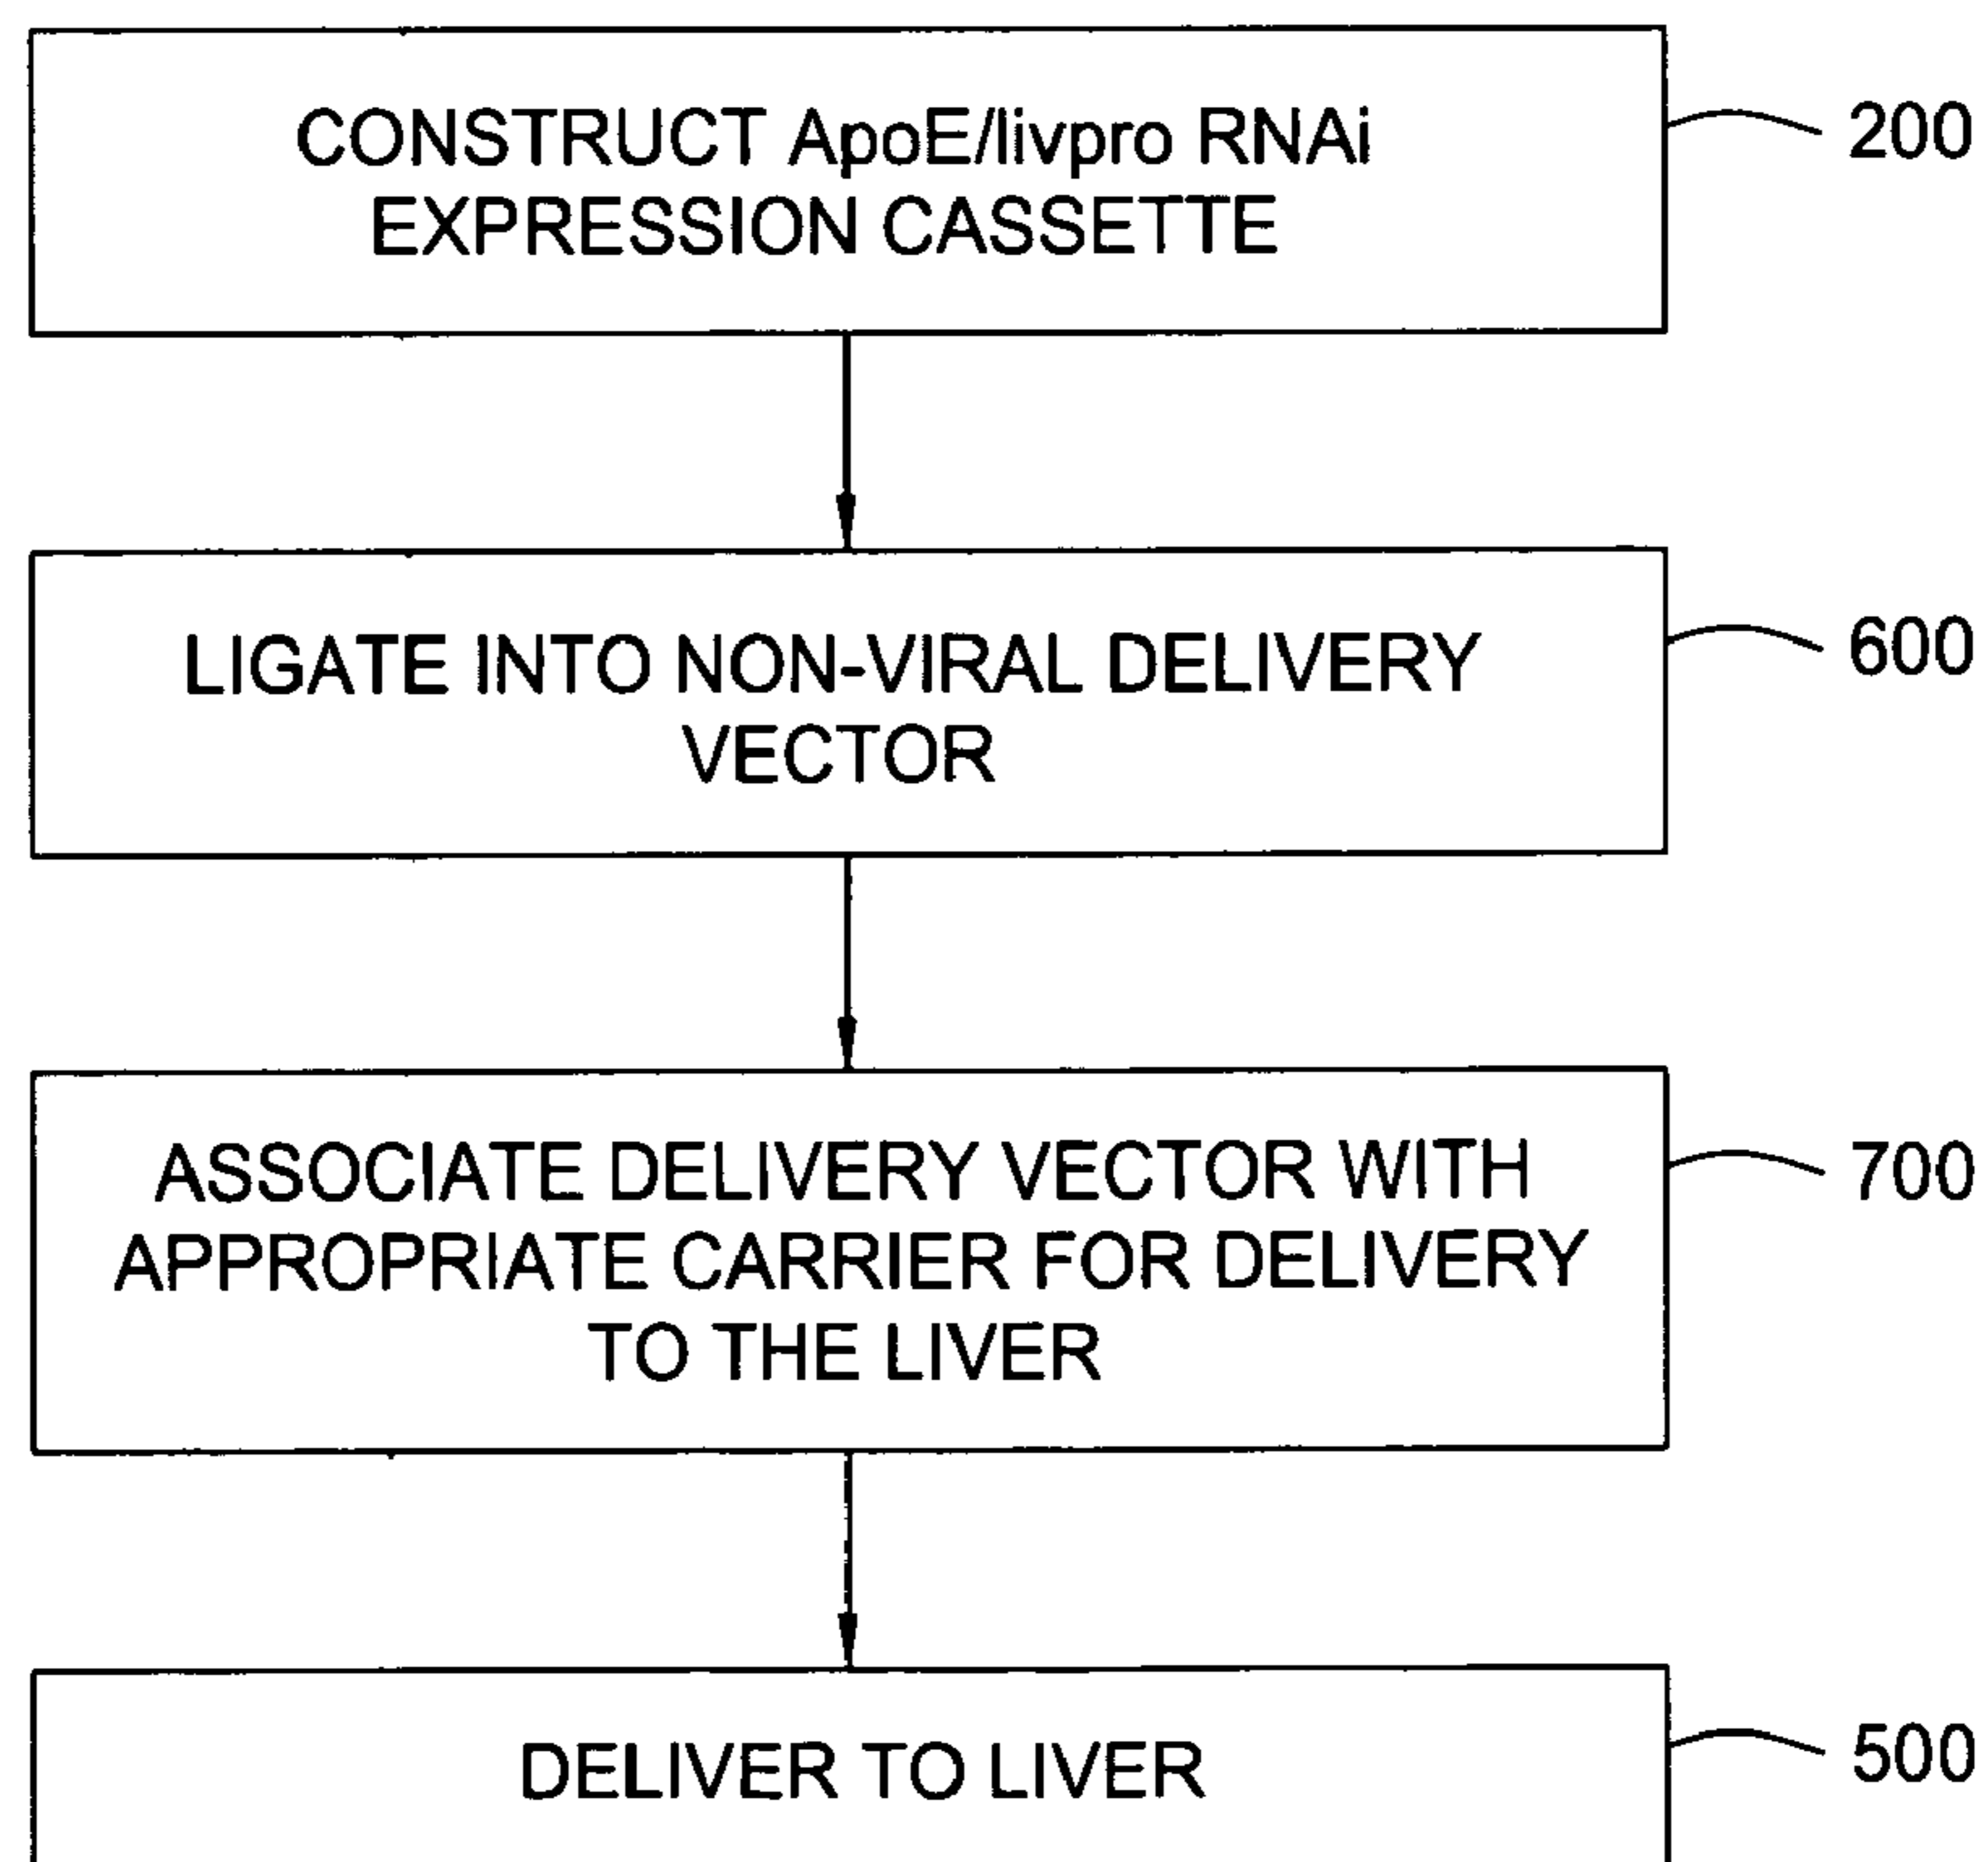 CONSTRUCT ApoE/livpro RNAi
EXPRESSION CASSETTE
200
LIGATE INTO NON-VIRAL DELIVERY
VECTOR
600
ASSOCIATE DELIVERY VECTOR WITH
APPROPRIATE CARRIER FOR DELIVERY
TO THE LIVER
700
DELIVER TO LIVER
500